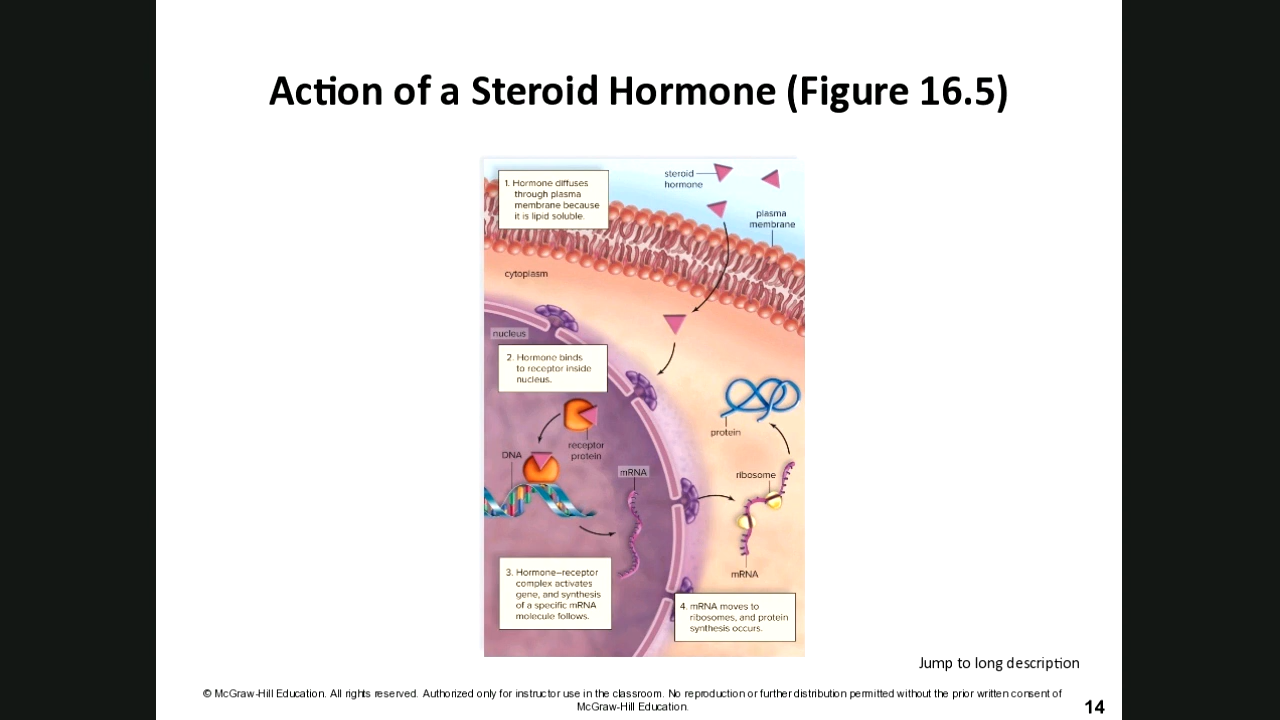 Action of a Steroid Hormone (Figure 16.5)
1. Hormone diffuses
through plasma
membrane because
it is lipid soluble.
steroid
hormone
plasma
membrane
cytoplasm
nucleus
2. Hormone binds
to receptor inside
nucleus.
receptor
protein
DNA
mRNA
protein
ribosome
mRNA
3. Hormone–receptor
complex activates
gene, and synthesis
of a specific mRNA
molecule follows.
4. mRNA moves to
ribosomes, and protein
synthesis occurs.
Jump to long description
© McGraw-Hill Education. All rights reserved. Authorized only for instructor use in the classroom. No reproduction or further distribution permitted without the prior written consent of
McGraw-Hill Education.
14